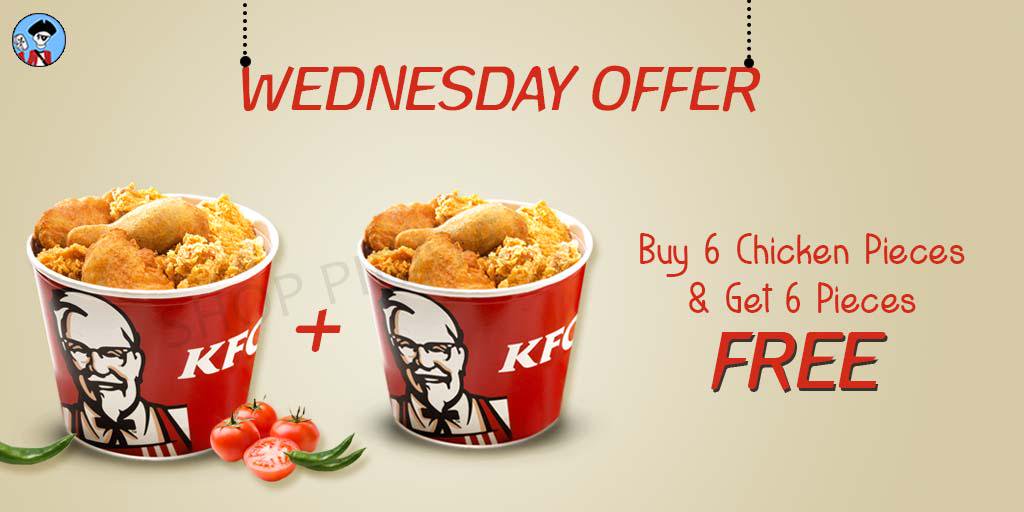 WEDNESDAY OFFER
KFC
KFC
Buy 6 Chicken Pieces
& Get 6 Pieces
FREE